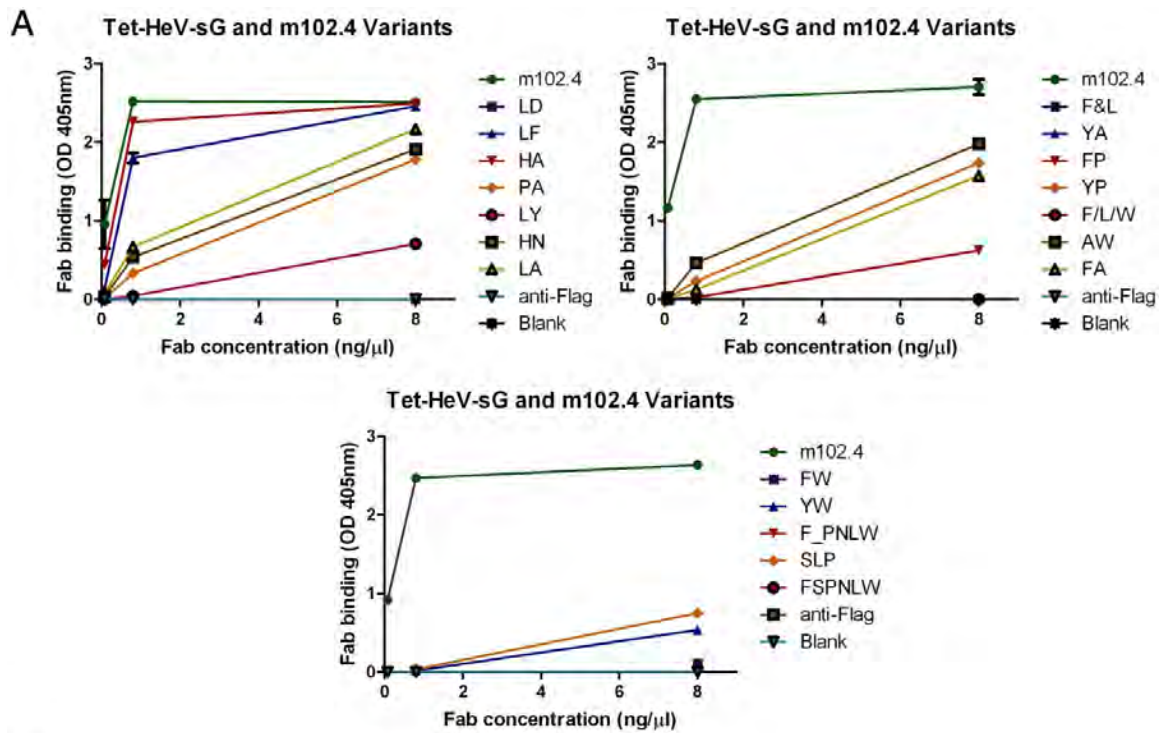 A
Tet-HeV-sG and m102.4 Variants
Fab binding (OD 405nm)
3
2
1
0
0 2 4 6 8
Fab concentration (ng/µl)
m102.4
LD
LF
HA
PA
LY
HN
LA
anti-Flag
Blank
Tet-HeV-sG and m102.4 Variants
Fab binding (OD 405nm)
3
2
1
0
0 2 4 6 8
Fab concentration (ng/µl)
m102.4
F&L
YA
FP
YP
F/L/W
AW
FA
anti-Flag
Blank
Tet-HeV-sG and m102.4 Variants
Fab binding (OD 405nm)
3
2
1
0
0 2 4 6 8
Fab concentration (ng/µl)
m102.4
FW
YW
F_PNLW
SLP
FSPNLW
anti-Flag
Blank